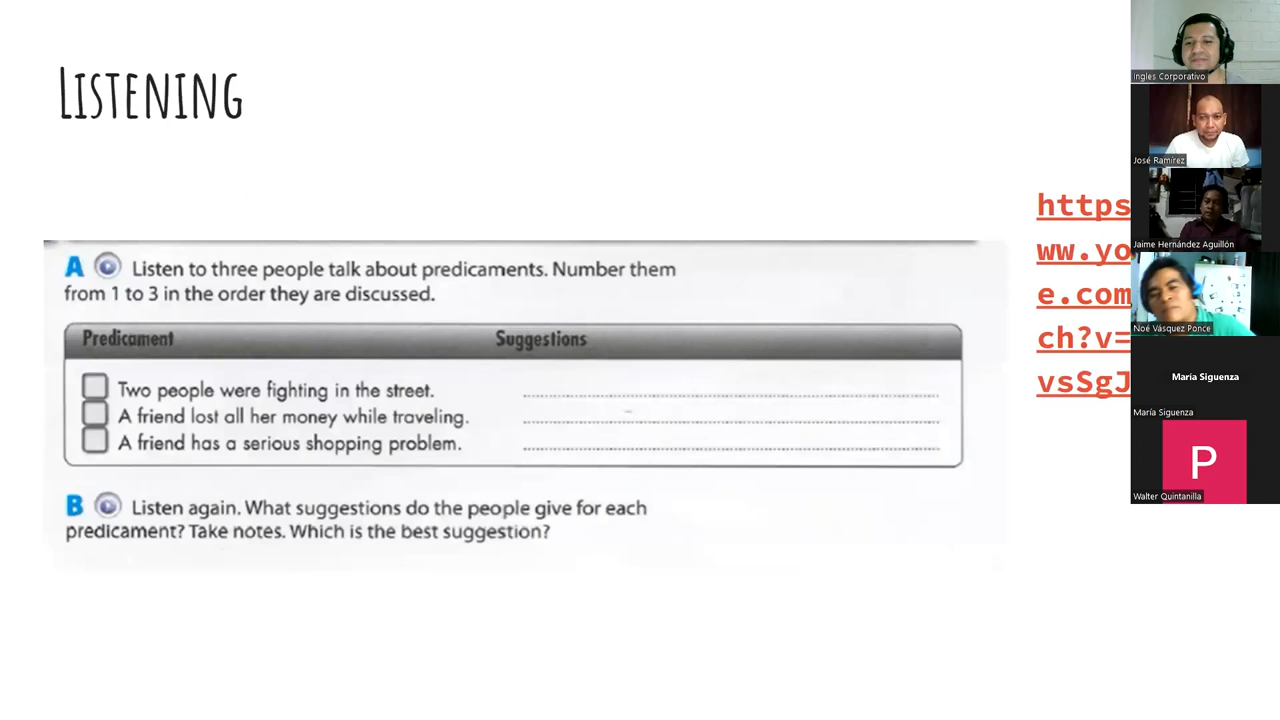 Listening
A Listen to three people talk about predicaments. Number them
from 1 to 3 in the order they are discussed.
Predicament Suggestions
Two people were fighting in the street.
A friend lost all her money while traveling.
A friend has a serious shopping problem.
B Listen again. What suggestions do the people give for each
predicament? Take notes. Which is the best suggestion?
https
ww.yo
e.com
ch?v=
vsSgJ
Ingles Corporativo
José Ramírez
Jaime Hernández Aguillón
Noé Vásquez Ponce
María Siguenza
María Siguenza
P
Walter Quintanilla